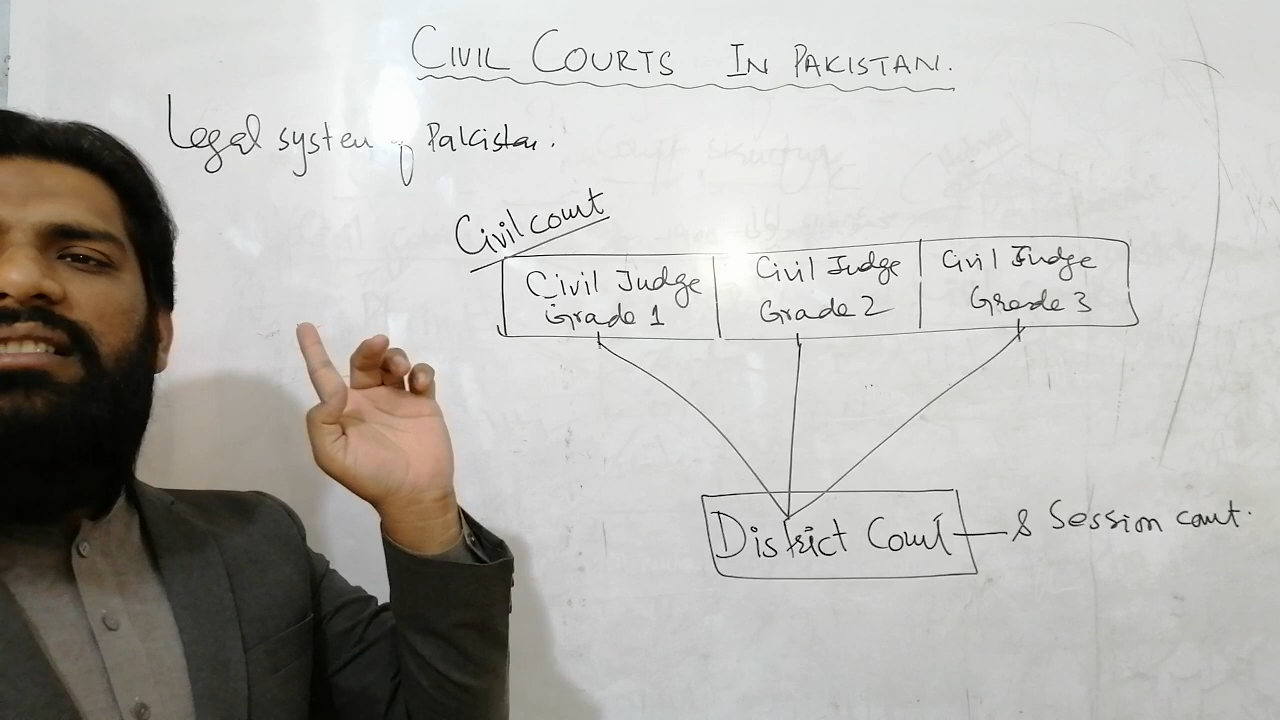 CIVIL COURTS IN PAKISTAN.
Legal system of Pakistan:
Civil court
Civil Judge Grade 1
Civil Judge Grade 2
Civil Judge Grade 3
District Court & Session court.